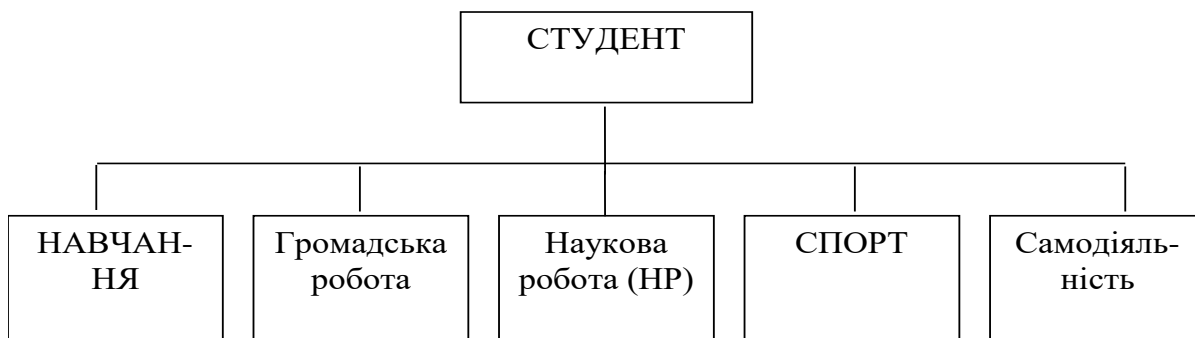 СТУДЕНТ
НАВЧАН-
НЯ
Громадська
робота
Наукова
робота (НР)
СПОРТ
Самодіяль-
ність